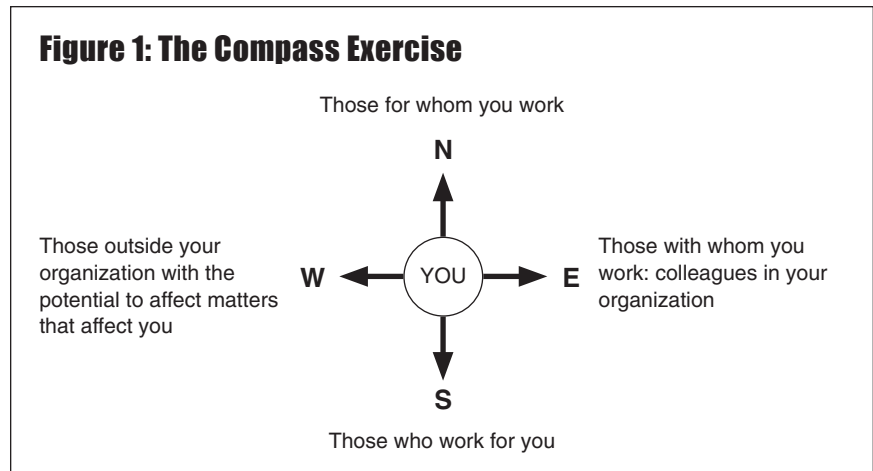 Figure 1: The Compass Exercise
Those for whom you work
N
Those outside your
organization with the
potential to affect matters
that affect you
W
YOU
E
Those with whom you
work: colleagues in your
organization
S
Those who work for you